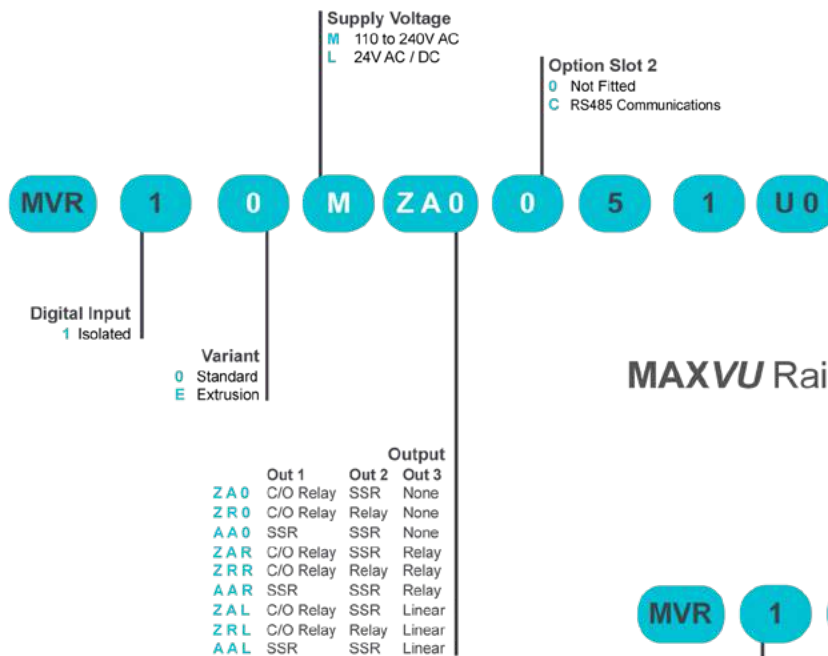 Supply Voltage
M 110 to 240V AC
L 24V AC / DC
Option Slot 2
0 Not Fitted
C RS485 Communications
MVR 1 0 M Z A 0 0 5 1 U 0
Digital Input
1 Isolated
Variant
0 Standard
E Extrusion
MAXVU Rai
Output
Out 1 Out 2 Out 3
Z A 0 C/O Relay SSR None
Z R 0 C/O Relay Relay None
A A 0 SSR SSR None
Z A R C/O Relay SSR Relay
Z R R C/O Relay Relay Relay
A A R SSR SSR Relay
Z A L C/O Relay SSR Linear
Z R L C/O Relay Relay Linear
A A L SSR SSR Linear
MVR 1